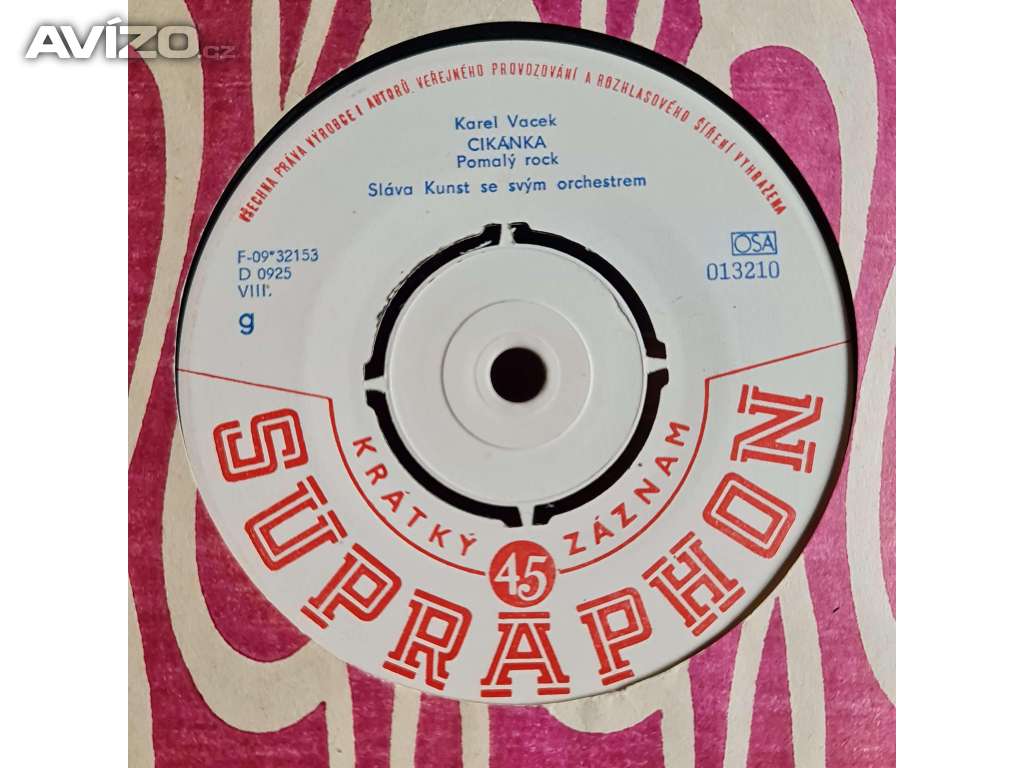 AVÍZO.cz
VŠECHNA PRÁVA VÝROBCE I AUTORŮ, VEŘEJNÉHO PROVOZOVÁNÍ A ROZHLASOVÉHO ŠÍŘENÍ VYHRAŽENA
Karel Vacek
CIKÁNKA
Pomalý rock
Sláva Kunst se svým orchestrem
F-09*32153
D 0925
VIII.
g
OSA
013210
KRÁTKÝ ZÁZNAM
45
SUPRAPHON